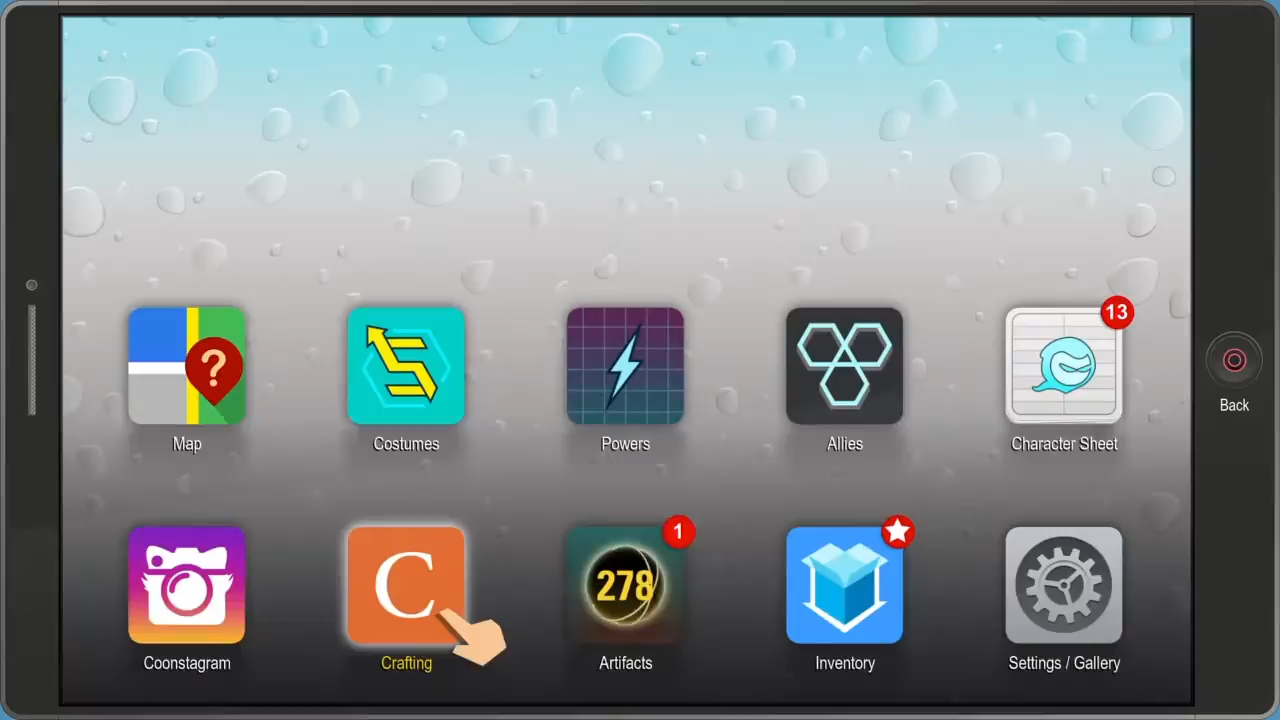 ?
Map
Costumes
Powers
Allies
13
Character Sheet
Back
Coonstagram
C
Crafting
1
278
Artifacts
Inventory
Settings / Gallery